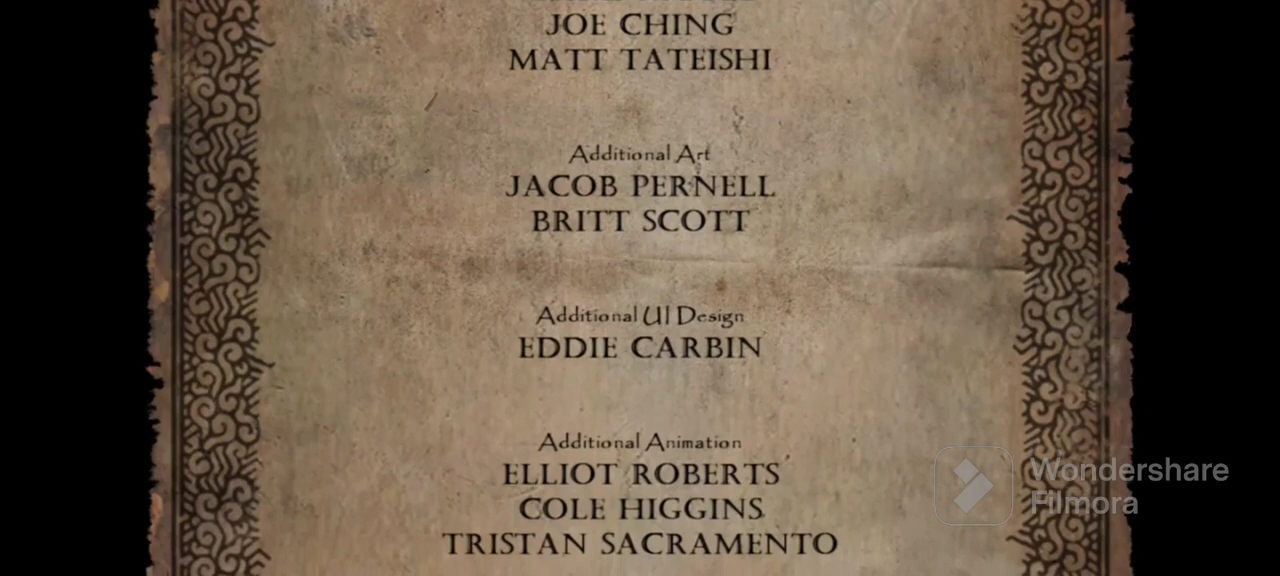 JOE CHING
MATT TATEISHI
Additional Art
JACOB PERNELL
BRITT SCOTT
Additional UI Design
EDDIE CARBIN
Additional Animation
ELLIOT ROBERTS
COLE HIGGINS
TRISTAN SACRAMENTO
Wondershare
Filmora